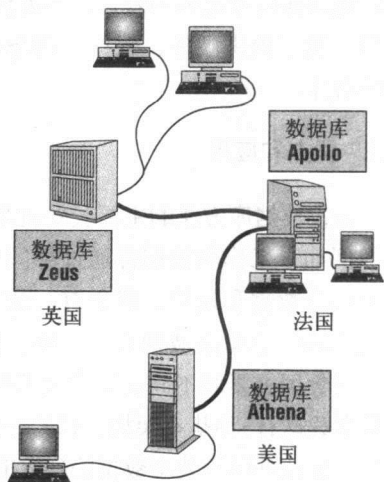 数据库
Apollo
数据库
Zeus
英国
法国
数据库
Athena
美国